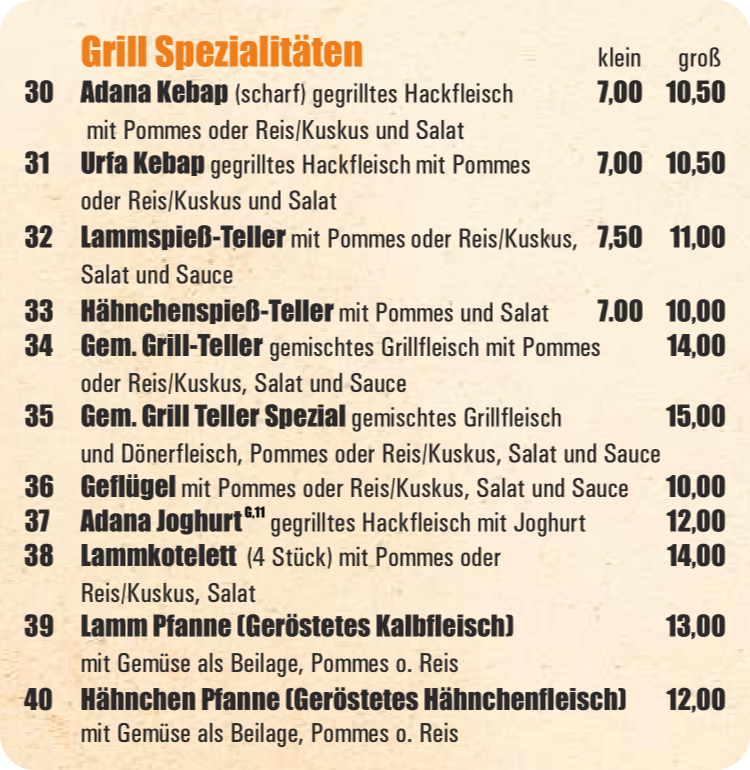 Grill Spezialitäten klein groß
30 Adana Kebap (scharf) gegrilltes Hackfleisch 7,00 10,50
mit Pommes oder Reis/Kuskus und Salat
31 Urfa Kebap gegrilltes Hackfleisch mit Pommes 7,00 10,50
oder Reis/Kuskus und Salat
32 Lammspieß-Teller mit Pommes oder Reis/Kuskus, 7,50 11,00
Salat und Sauce
33 Hähnchenspieß-Teller mit Pommes und Salat 7.00 10,00
34 Gem. Grill-Teller gemischtes Grillfleisch mit Pommes 14,00
oder Reis/Kuskus, Salat und Sauce
35 Gem. Grill Teller Spezial gemischtes Grillfleisch 15,00
und Dönerfleisch, Pommes oder Reis/Kuskus, Salat und Sauce
36 Geflügel mit Pommes oder Reis/Kuskus, Salat und Sauce 10,00
37 Adana Joghurt G,11 gegrilltes Hackfleisch mit Joghurt 12,00
38 Lammkotelett (4 Stück) mit Pommes oder 14,00
Reis/Kuskus, Salat
39 Lamm Pfanne (Geröstetes Kalbfleisch) 13,00
mit Gemüse als Beilage, Pommes o. Reis
40 Hähnchen Pfanne (Geröstetes Hähnchenfleisch) 12,00
mit Gemüse als Beilage, Pommes o. Reis